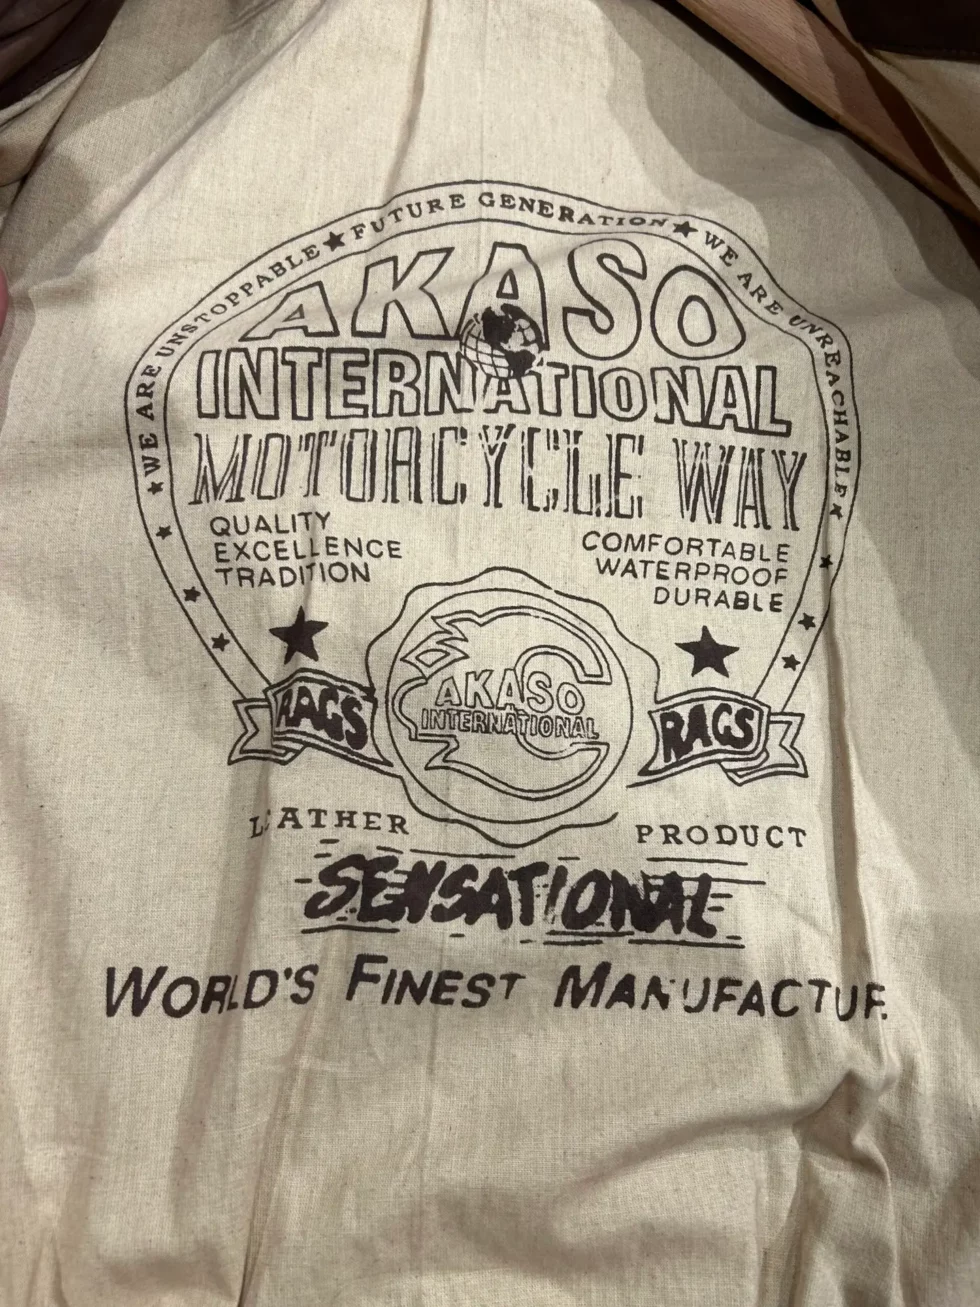 ★WE ARE UNSTOPPABLE★FUTURE GENERATION★WE ARE UNREACHABLE★
AKASO
INTERNATIONAL
MOTORCYCLE WAY
QUALITY
EXCELLENCE
TRADITION
COMFORTABLE
WATERPROOF
DURABLE
AKASO
INTERNATIONAL
RAGS
RAGS
LEATHER PRODUCT
SENSATIONAL
WORLD'S FINEST MANUFACTUR